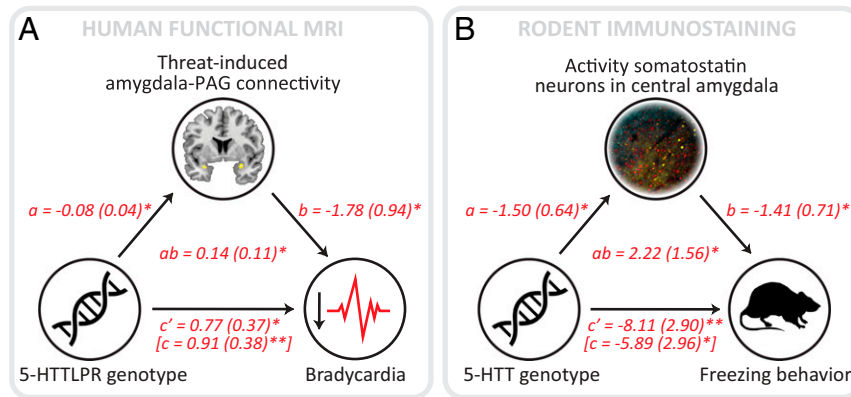 A
HUMAN FUNCTIONAL MRI
Threat-induced
amygdala-PAG connectivity
a = -0.08 (0.04)*
b = -1.78 (0.94)*
ab = 0.14 (0.11)*
c’ = 0.77 (0.37)*
[c = 0.91 (0.38)**]
5-HTTLPR genotype
Bradycardia
B
RODENT IMMUNOSTAINING
Activity somatostatin
neurons in central amygdala
a = -1.50 (0.64)*
b = -1.41 (0.71)*
ab = 2.22 (1.56)*
c’ = -8.11 (2.90)**
[c = -5.89 (2.96)*]
5-HTT genotype
Freezing behavior